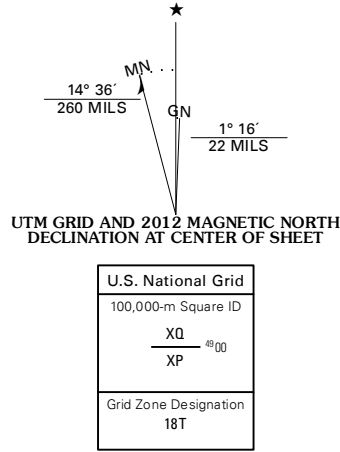 ★
MN
14° 36´
260 MILS
GN
1° 16´
22 MILS
UTM GRID AND 2012 MAGNETIC NORTH
DECLINATION AT CENTER OF SHEET
U.S. National Grid
100,000-m Square ID
XQ
4900
XP
Grid Zone Designation
18T